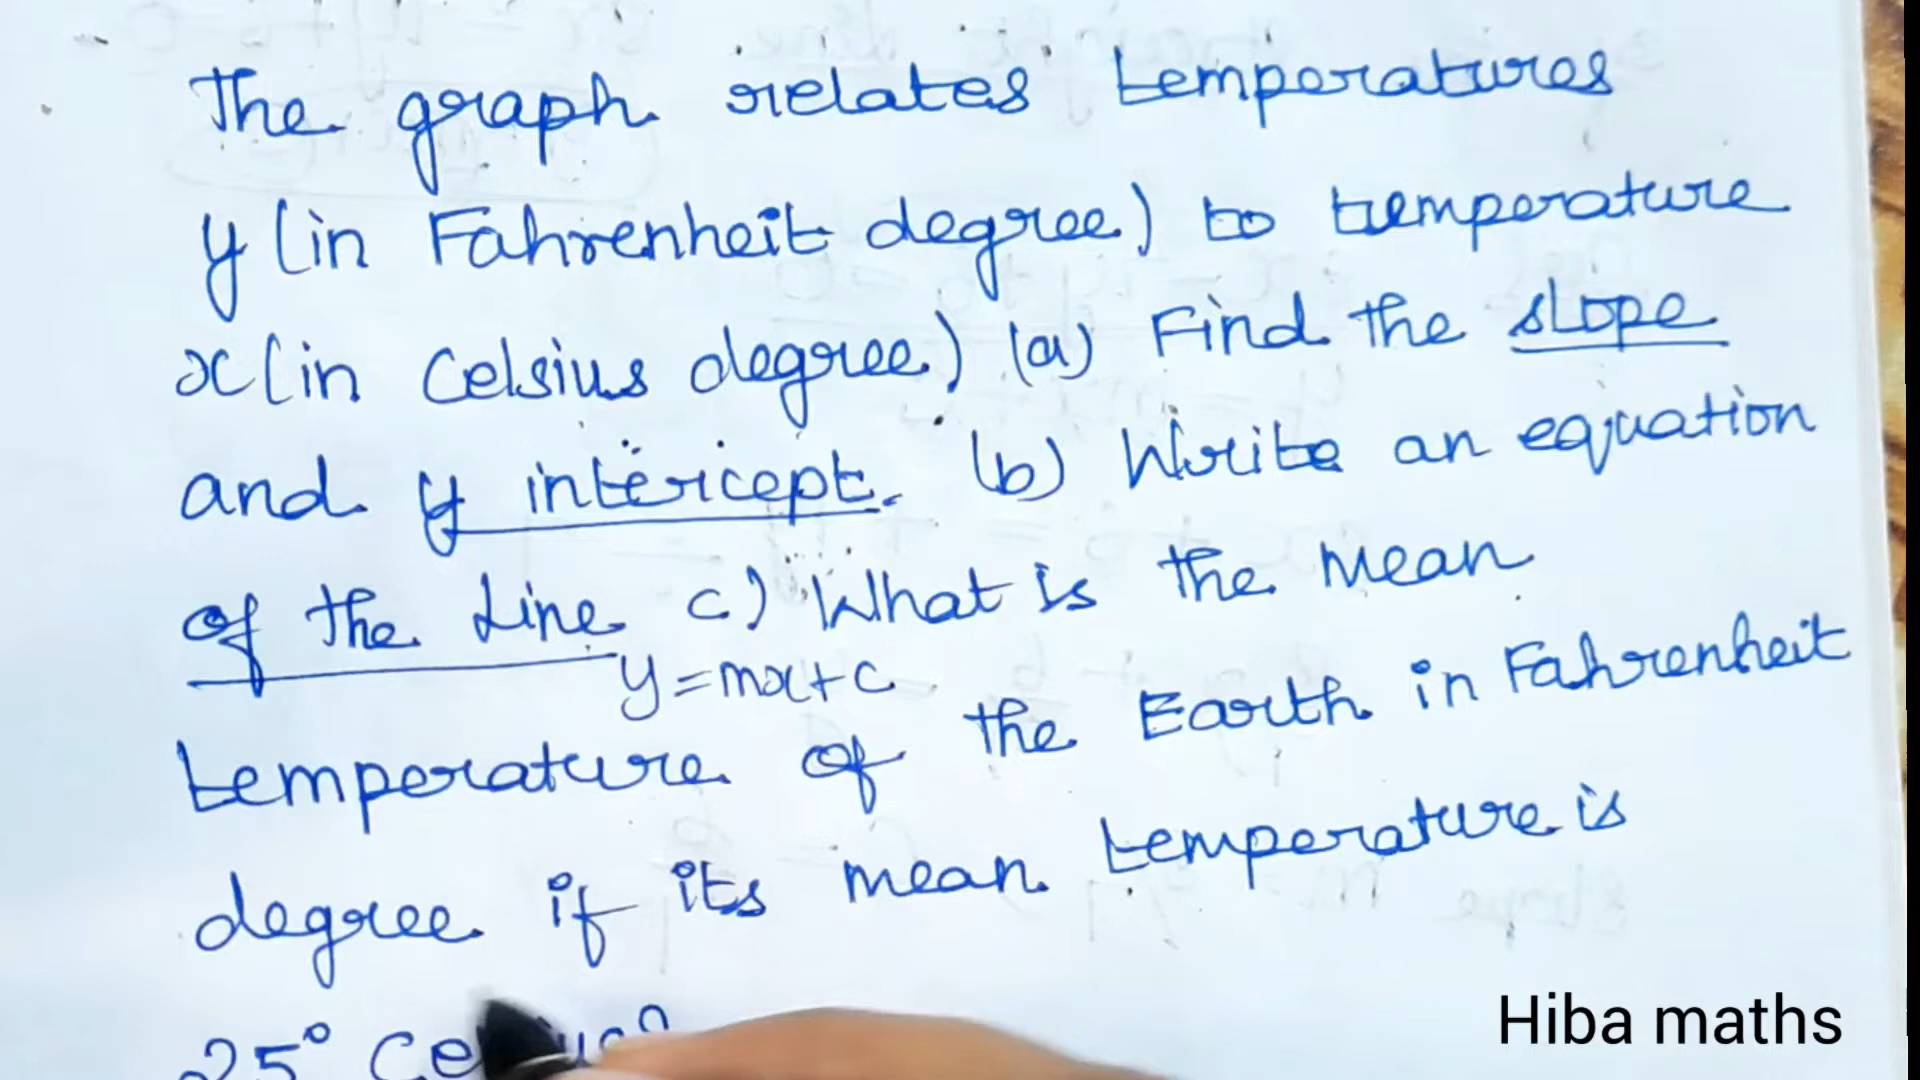 The graph relates temperatures
y (in Fahrenheit degree) to temperature
x (in Celsius degree) (a) Find the slope
and y intercept. (b) Write an equation
of the Line c) What is the mean
y = mx + c
temperature of the Earth in Fahrenheit
degree if its mean temperature is
25°
Hiba maths